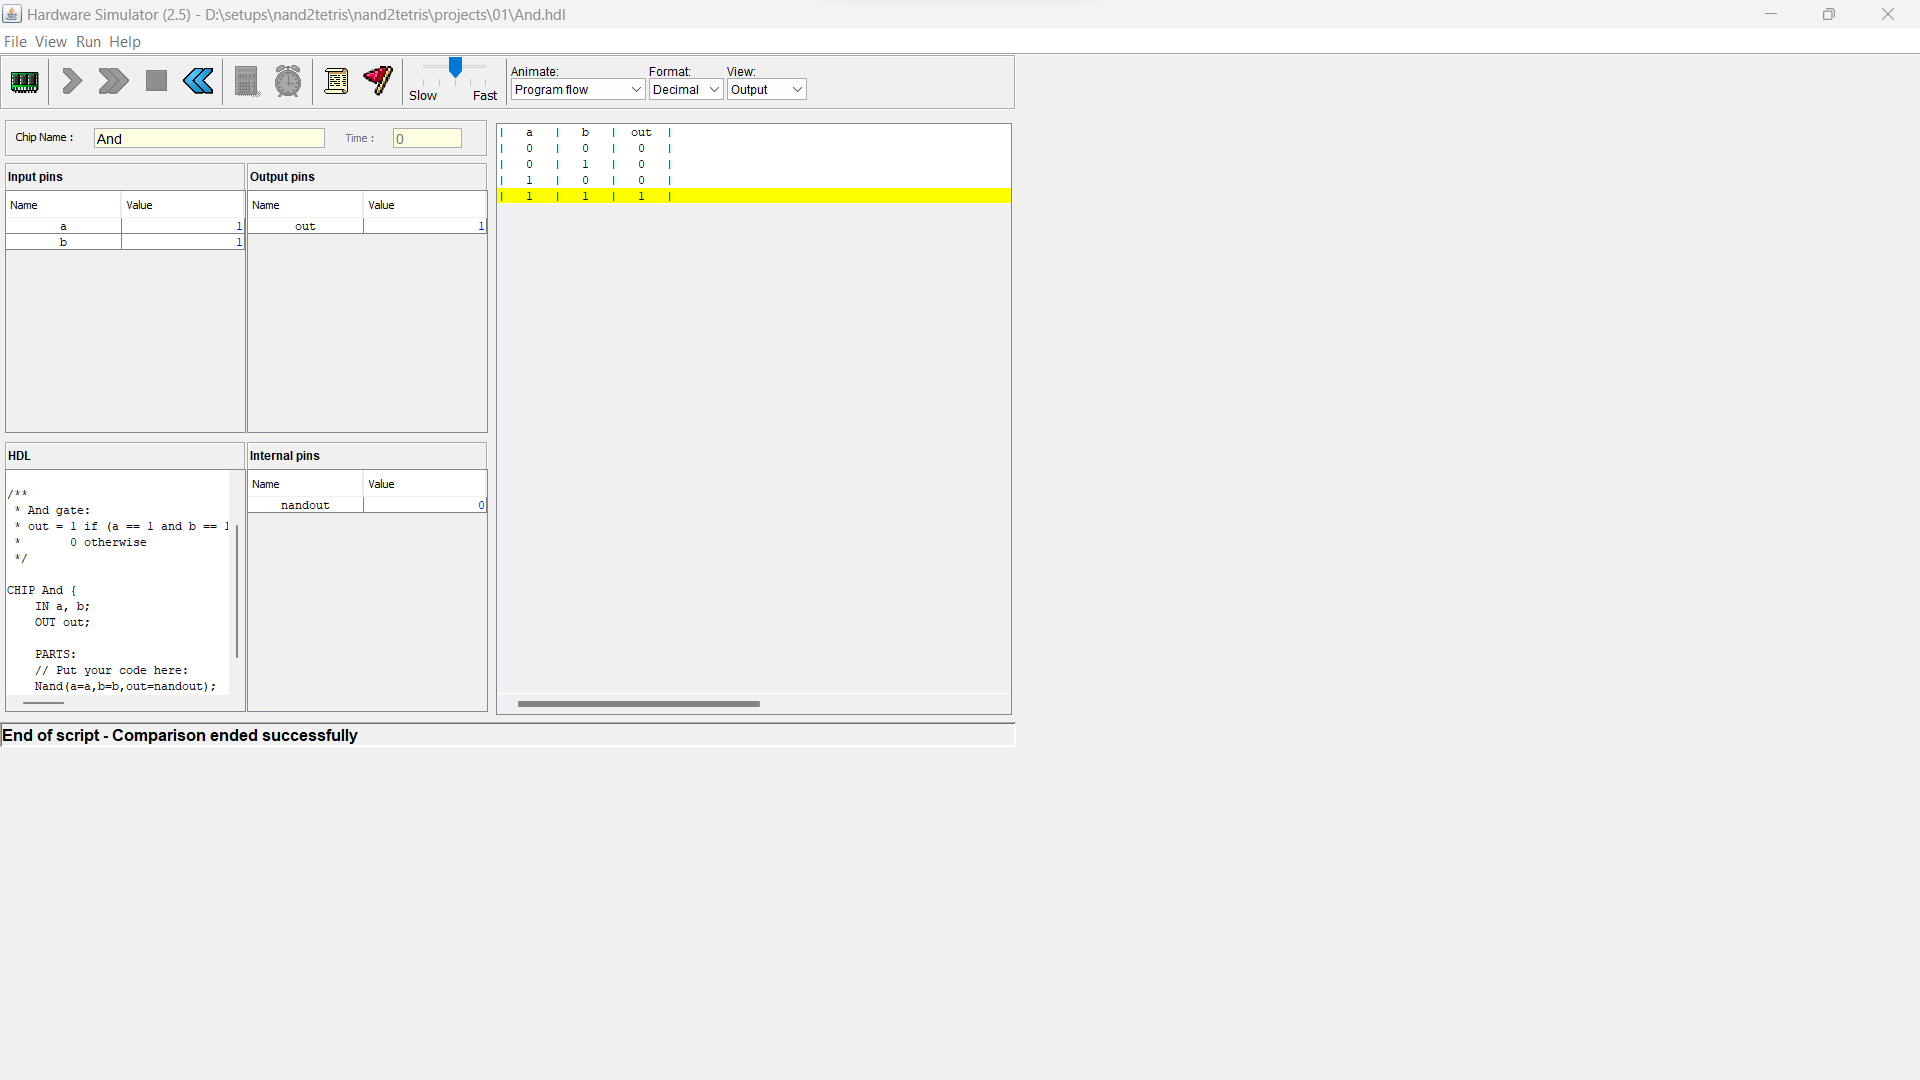 Hardware Simulator (2.5) - D:\setups\nand2tetris\nand2tetris\projects\01\And.hdl
File View Run Help
Slow Fast
Animate: Format: View:
Program flow Decimal Output
Chip Name : And Time : 0
Input pins
Name Value
a 1
b 1
Output pins
Name Value
out 1
HDL
/**
* And gate:
* out = 1 if (a == 1 and b ==
* 0 otherwise
*/
CHIP And {
IN a, b;
OUT out;
PARTS:
// Put your code here:
Nand(a=a,b=b,out=nandout);
Internal pins
Name Value
nandout 0
| a | b | out |
| 0 | 0 | 0 |
| 0 | 1 | 0 |
| 1 | 0 | 0 |
| 1 | 1 | 1 |
End of script - Comparison ended successfully